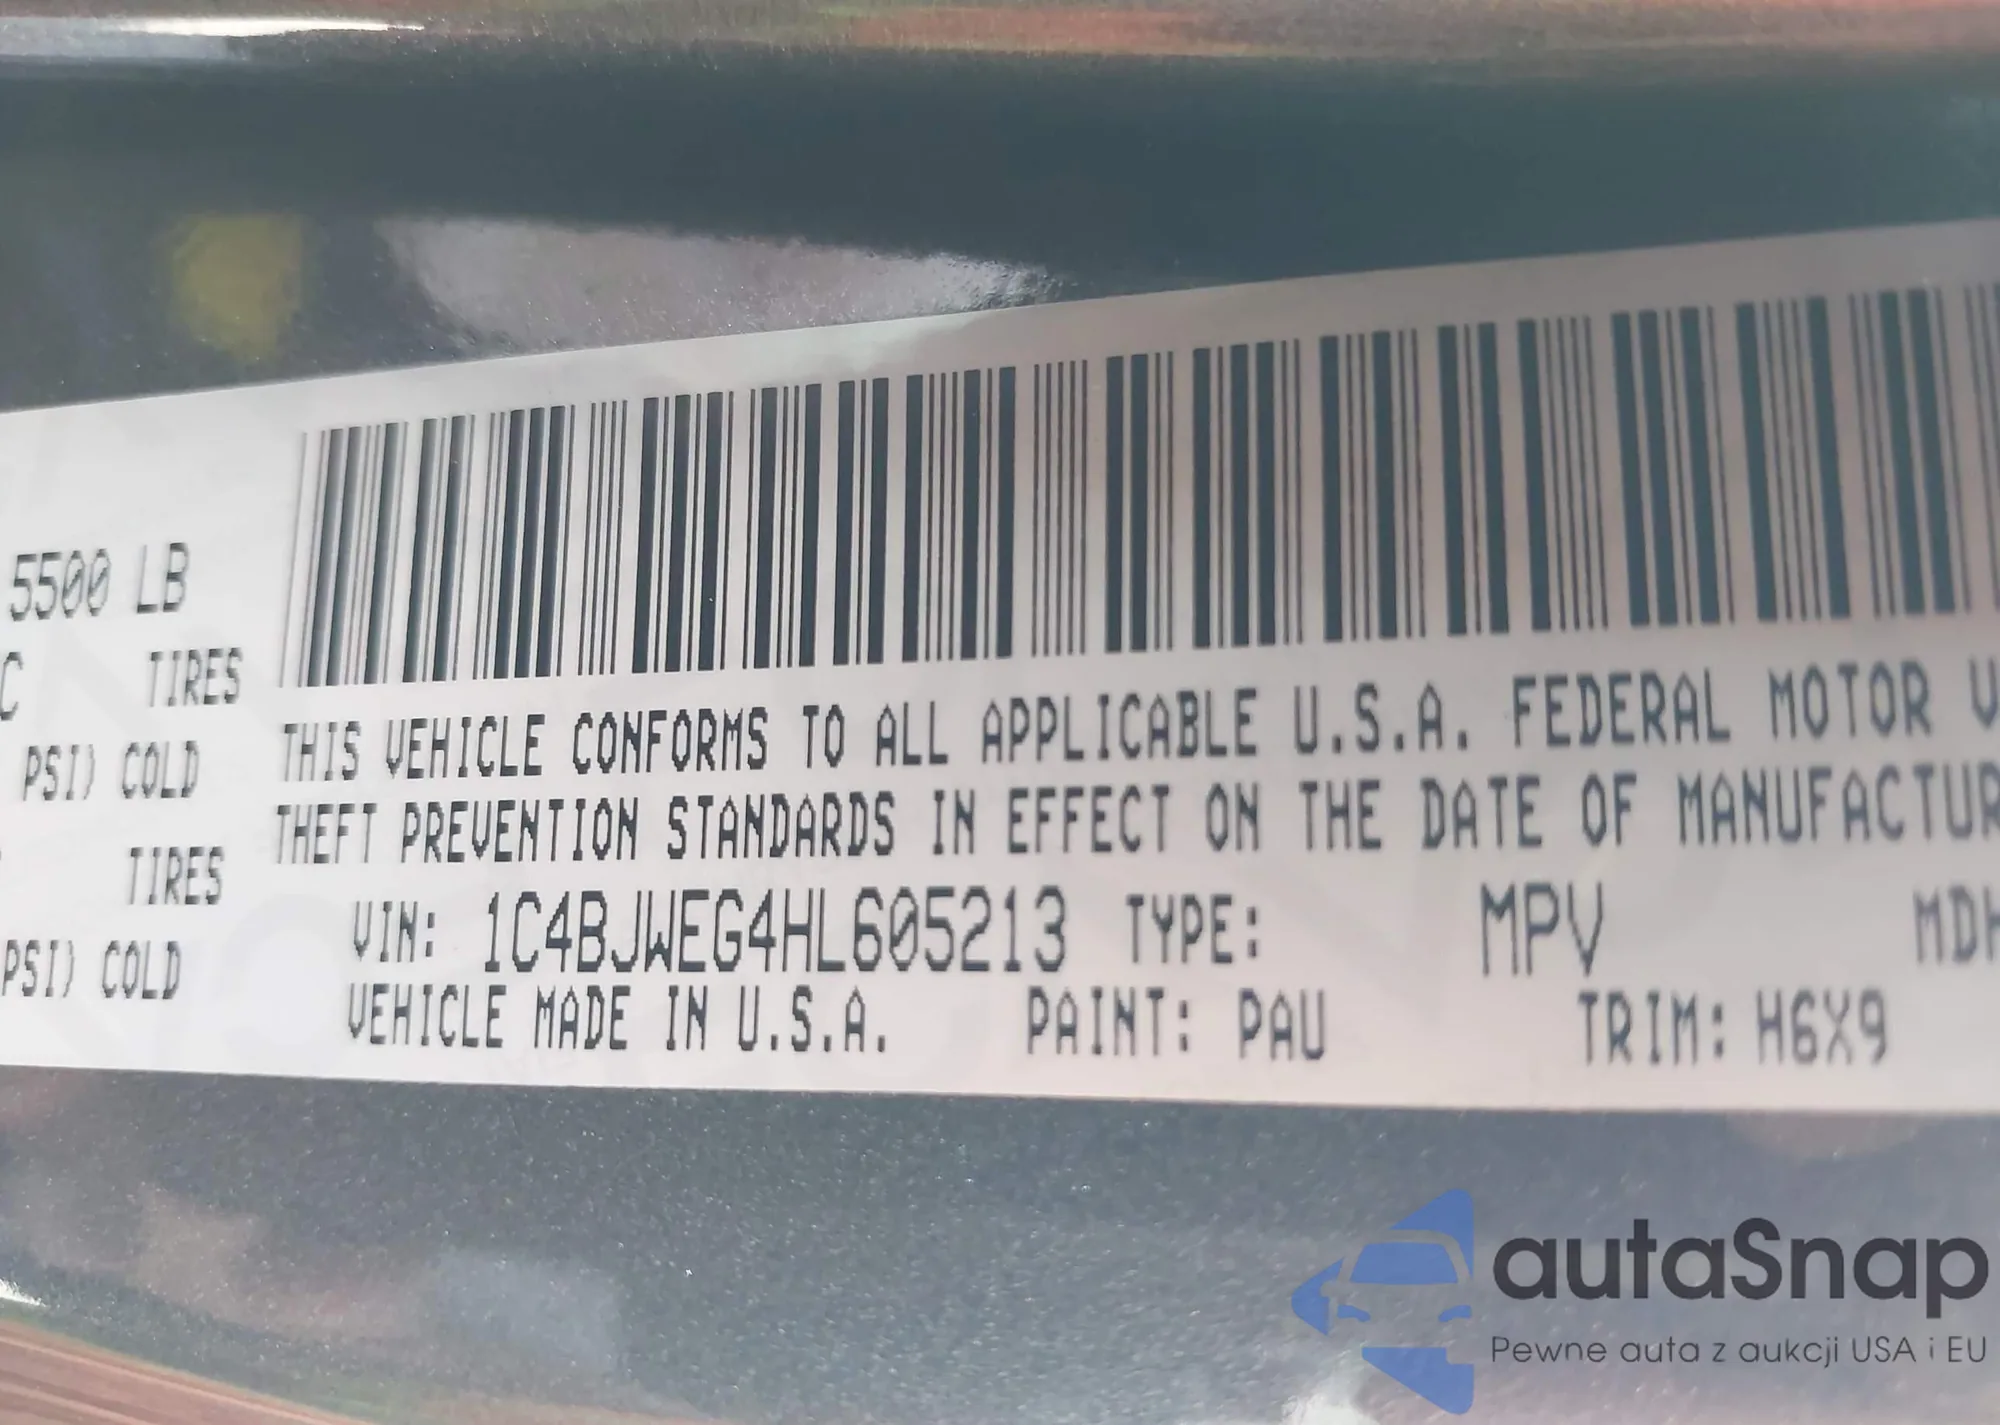 5500 LB
C TIRES
PSI) COLD
TIRES
PSI) COLD
THIS VEHICLE CONFORMS TO ALL APPLICABLE U.S.A. FEDERAL MOTOR V
THEFT PREVENTION STANDARDS IN EFFECT ON THE DATE OF MANUFACTUR
VIN: 1C4BJWEG4HL605213 TYPE: MPV MDH
VEHICLE MADE IN U.S.A. PAINT: PAU TRIM: H6X9
autaSnap
Pewne auta z aukcji USA i EU